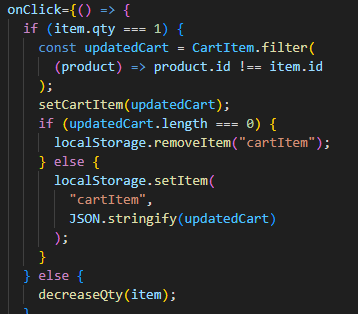 onClick={() => {
if (item.qty === 1) {
const updatedCart = CartItem.filter(
(product) => product.id !== item.id
);
setCartItem(updatedCart);
if (updatedCart.length === 0) {
localStorage.removeItem("cartItem");
} else {
localStorage.setItem(
"cartItem",
JSON.stringify(updatedCart)
);
}
} else {
decreaseQty(item);
}